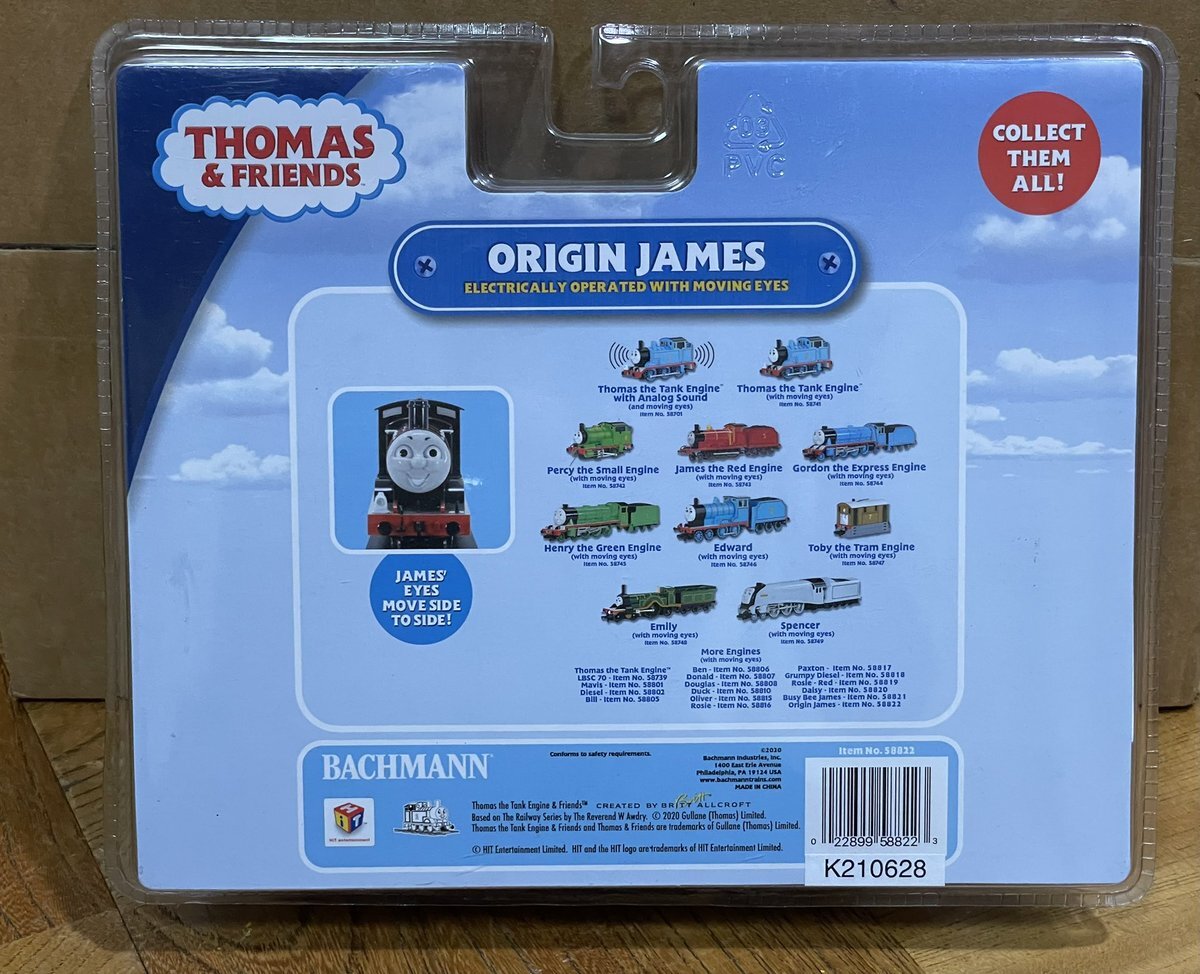 THOMAS
& FRIENDS™
03
PVC
COLLECT
THEM
ALL!
ORIGIN JAMES
ELECTRICALLY OPERATED WITH MOVING EYES
Thomas the Tank Engine™
with Analog Sound
(and moving eyes)
Item No. 58701
Thomas the Tank Engine™
(with moving eyes)
Item No. 58741
Percy the Small Engine
(with moving eyes)
Item No. 58742
James the Red Engine
(with moving eyes)
Item No. 58743
Gordon the Express Engine
(with moving eyes)
Item No. 58744
Henry the Green Engine
(with moving eyes)
Item No. 58745
Edward
(with moving eyes)
Item No. 58746
Toby the Tram Engine
(with moving eyes)
Item No. 58747
JAMES'
EYES
MOVE SIDE
TO SIDE!
Emily
(with moving eyes)
Item No. 58748
Spencer
(with moving eyes)
Item No. 58749
More Engines
(with moving eyes)
Thomas the Tank Engine™
LBSC 70 - Item No. 58739
Mavis - Item No. 58801
Diesel - Item No. 58802
Bill - Item No. 58805
Ben - Item No. 58806
Donald - Item No. 58807
Douglas - Item No. 58808
Duck - Item No. 58810
Oliver - Item No. 58815
Rosie - Item No. 58816
Paxton - Item No. 58817
Grumpy Diesel - Item No. 58818
Rosie - Red - Item No. 58819
Daisy - Item No. 58820
Busy Bee James - Item No. 58821
Origin James - Item No. 58822
BACHMANN®
Conforms to safety requirements.
©2020
Bachmann Industries, Inc.
1400 East Erie Avenue
Philadelphia, PA 19124 USA
www.bachmanntrains.com
MADE IN CHINA
Item No. 58822
HiT
HIT entertainment
Thomas the Tank Engine & Friends™ CREATED BY BRITT ALLCROFT
Based on The Railway Series by The Reverend W Awdry. © 2020 Gullane (Thomas) Limited.
Thomas the Tank Engine & Friends and Thomas & Friends are trademarks of Gullane (Thomas) Limited.
© HIT Entertainment Limited. HIT and the HIT logo are trademarks of HIT Entertainment Limited.
0 22899 58822 3
K210628